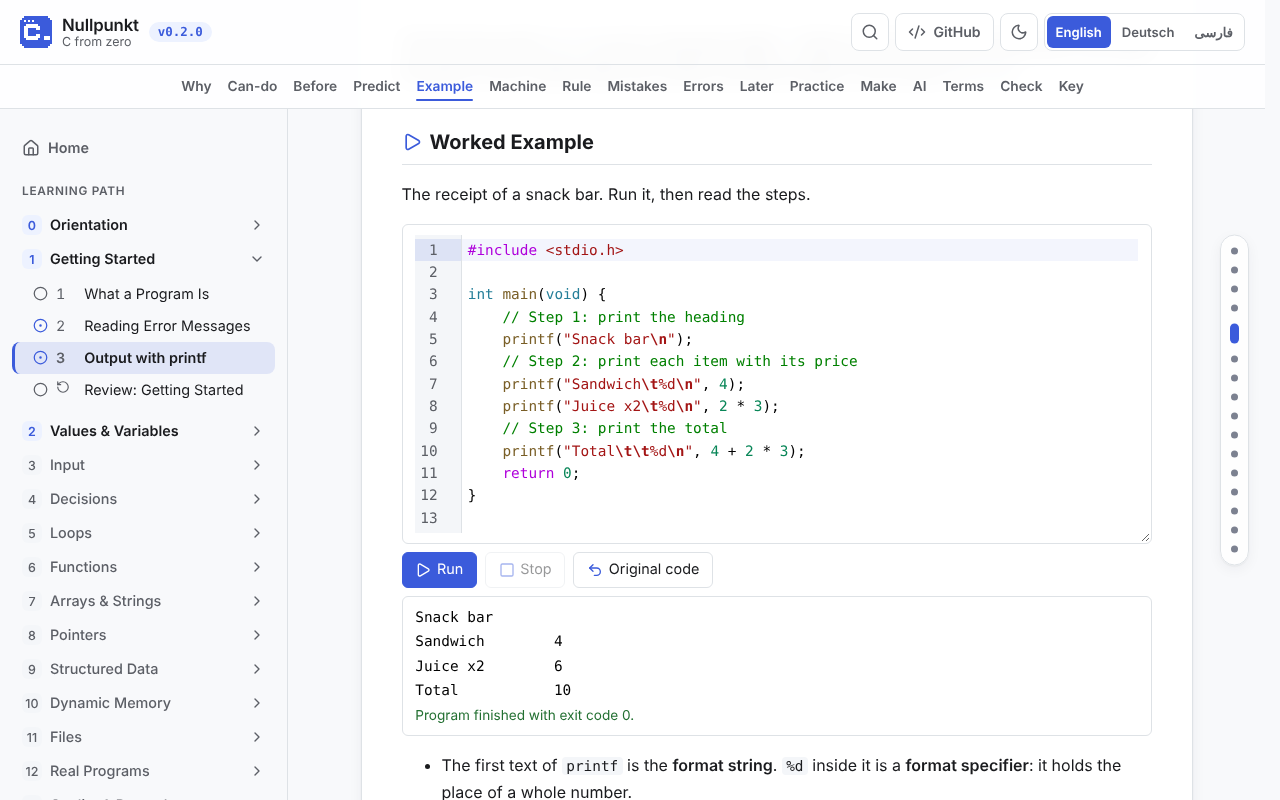 Nullpunkt
C from zero
v0.2.0
GitHub
English
Deutsch
فارسی
Why
Can-do
Before
Predict
Example
Machine
Rule
Mistakes
Errors
Later
Practice
Make
AI
Terms
Check
Key
Home
LEARNING PATH
0 Orientation
1 Getting Started
1 What a Program Is
2 Reading Error Messages
3 Output with printf
Review: Getting Started
2 Values & Variables
3 Input
4 Decisions
5 Loops
6 Functions
7 Arrays & Strings
8 Pointers
9 Structured Data
10 Dynamic Memory
11 Files
12 Real Programs
Worked Example
The receipt of a snack bar. Run it, then read the steps.
1 #include <stdio.h>
2
3 int main(void) {
4     // Step 1: print the heading
5     printf("Snack bar\n");
6     // Step 2: print each item with its price
7     printf("Sandwich\t%d\n", 4);
8     printf("Juice x2\t%d\n", 2 * 3);
9     // Step 3: print the total
10     printf("Total\t\t%d\n", 4 + 2 * 3);
11     return 0;
12 }
13
Run
Stop
Original code
Snack bar
Sandwich 4
Juice x2 6
Total 10
Program finished with exit code 0.
• The first text of printf is the format string. %d inside it is a format specifier: it holds the
place of a whole number.